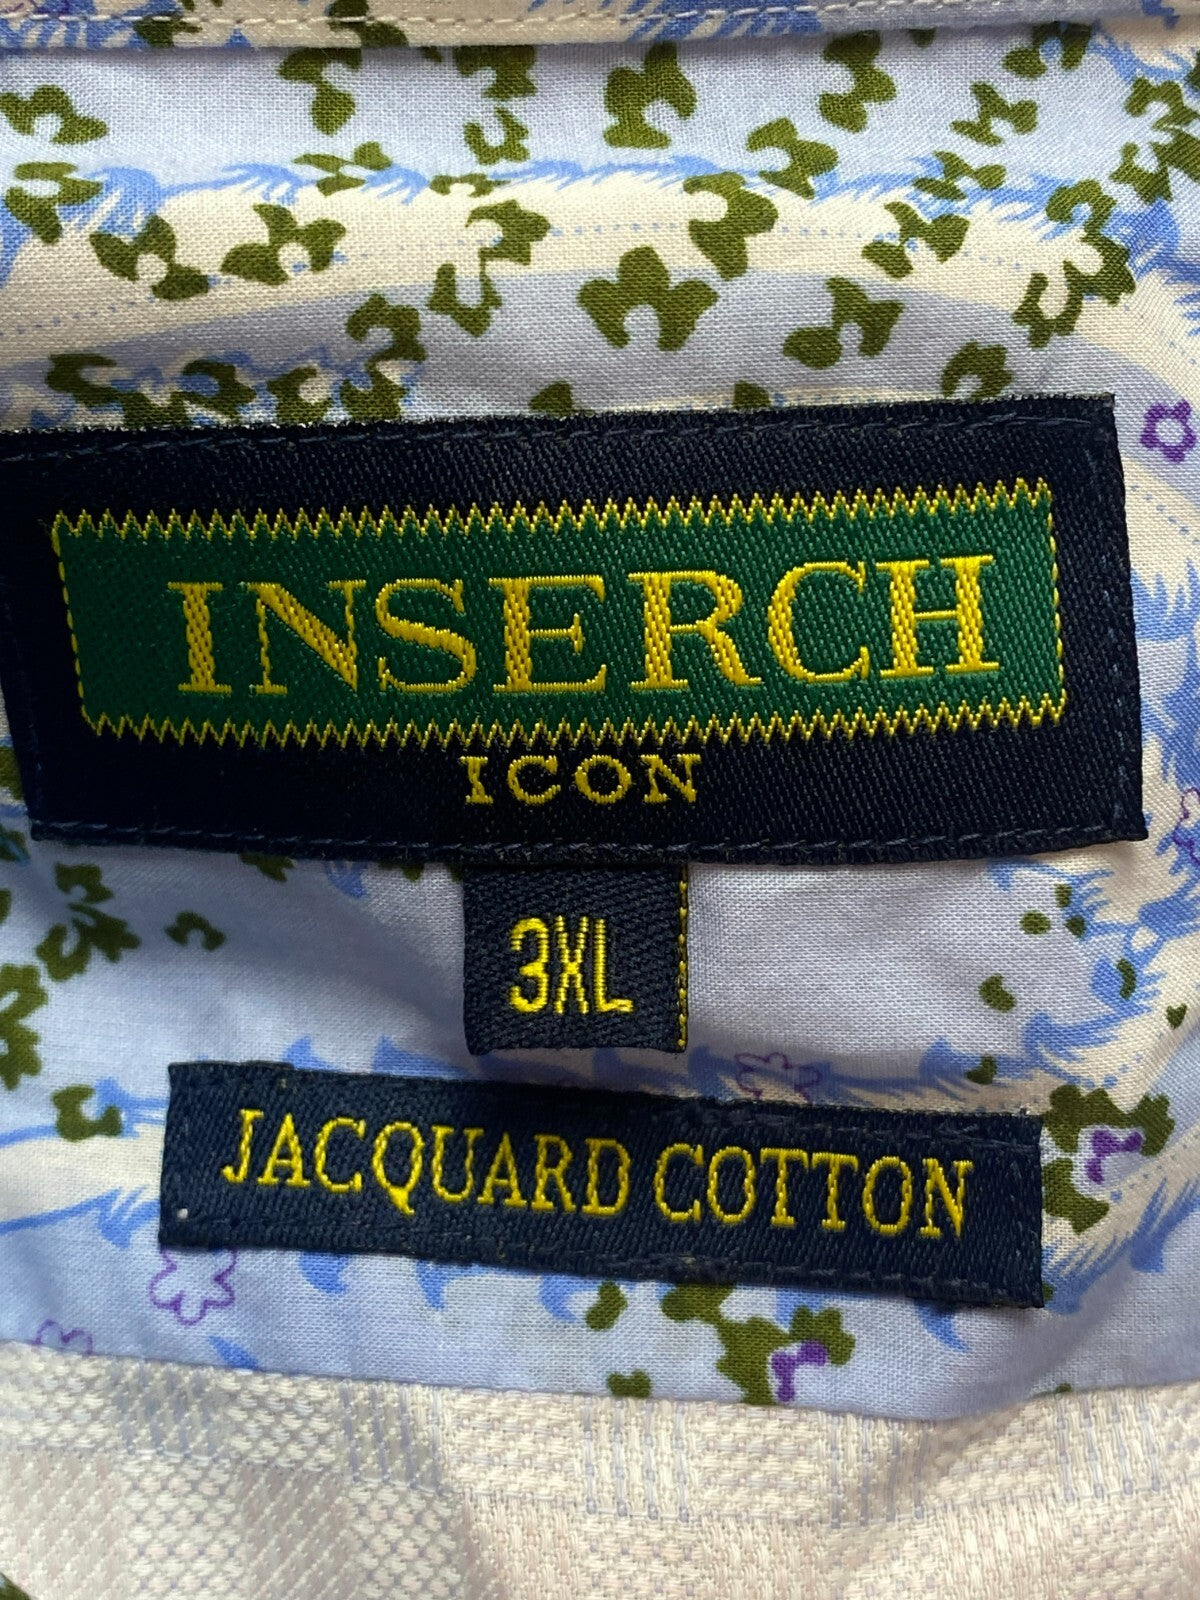 INSERCH
ICON
3XL
JACQUARD COTTON